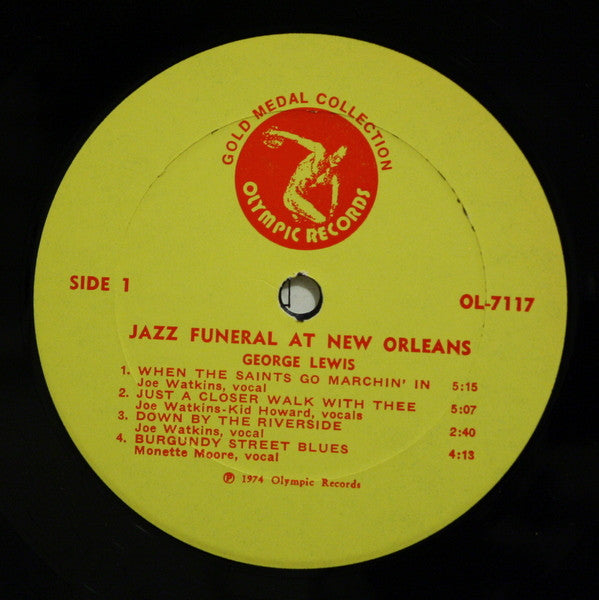 GOLD MEDAL COLLECTION
OLYMPIC RECORDS
SIDE 1
OL-7117
JAZZ FUNERAL AT NEW ORLEANS
GEORGE LEWIS
1. WHEN THE SAINTS GO MARCHIN' IN 5:15
Joe Watkins, vocal
2. JUST A CLOSER WALK WITH THEE 5:07
Joe Watkins-Kid Howard, vocals
3. DOWN BY THE RIVERSIDE 2:40
Joe Watkins, vocal
4. BURGUNDY STREET BLUES 4:13
Monette Moore, vocal
℗ 1974 Olympic Records